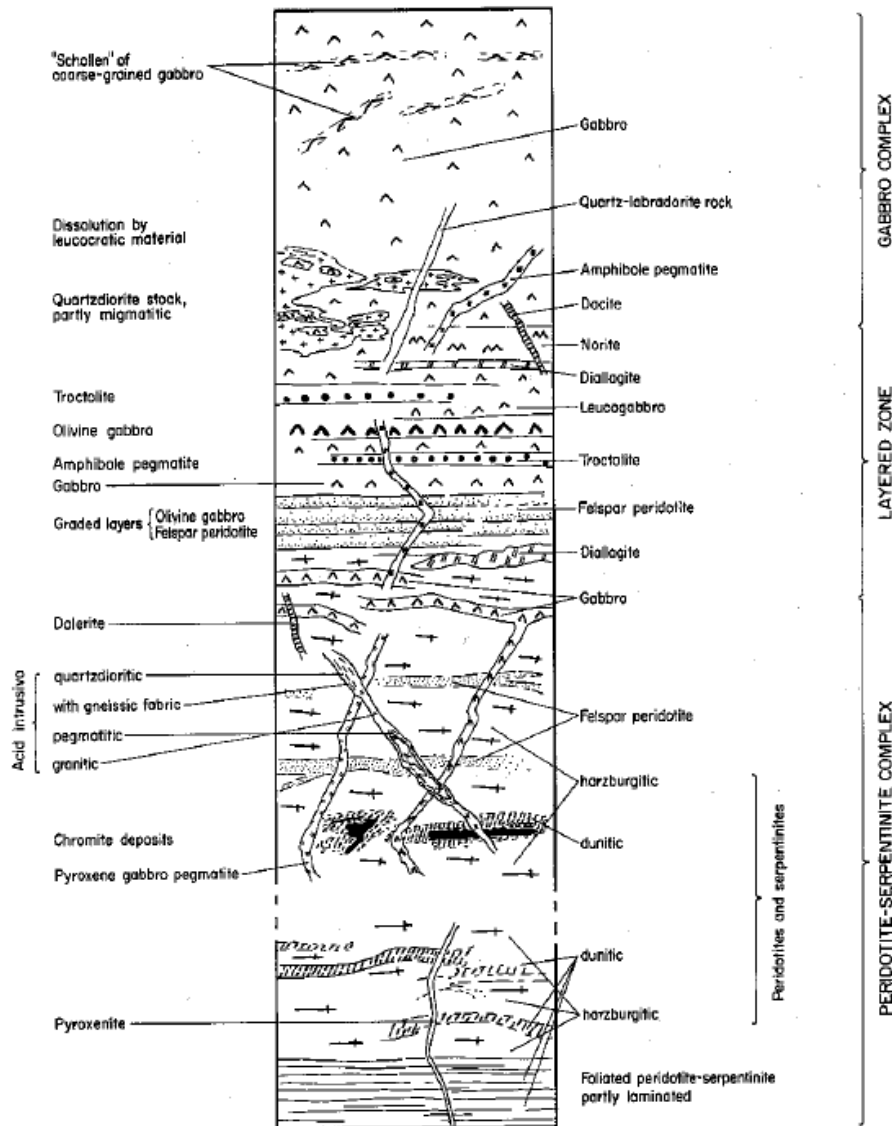 "Schollen" of
coarse-grained gabbro
Gabbro
Quartz-labradorite rock
Dissolution by
leucocratic material
Amphibole pegmatite
Quartzdiorite stock,
partly migmatitic
Dacite
Norite
Diallagite
Troctolite
Leucogabbro
Olivine gabbro
Amphibole pegmatite
Troctolite
Gabbro
Graded layers { Olivine gabbro
Felspar peridotite
Felspar peridotite
Diallagite
Gabbro
Dolerite
Acid intrusiva
quartzdioritic
with gneissic fabric
pegmatitic
granitic
Felspar peridotite
harzburgitic
Chromite deposits
dunitic
Pyroxene gabbro pegmatite
dunitic
Pyroxenite
harzburgitic
Foliated peridotite-serpentinite
partly laminated
Peridotites and serpentinites
GABBRO COMPLEX
LAYERED ZONE
PERIDOTITE-SERPENTINITE COMPLEX